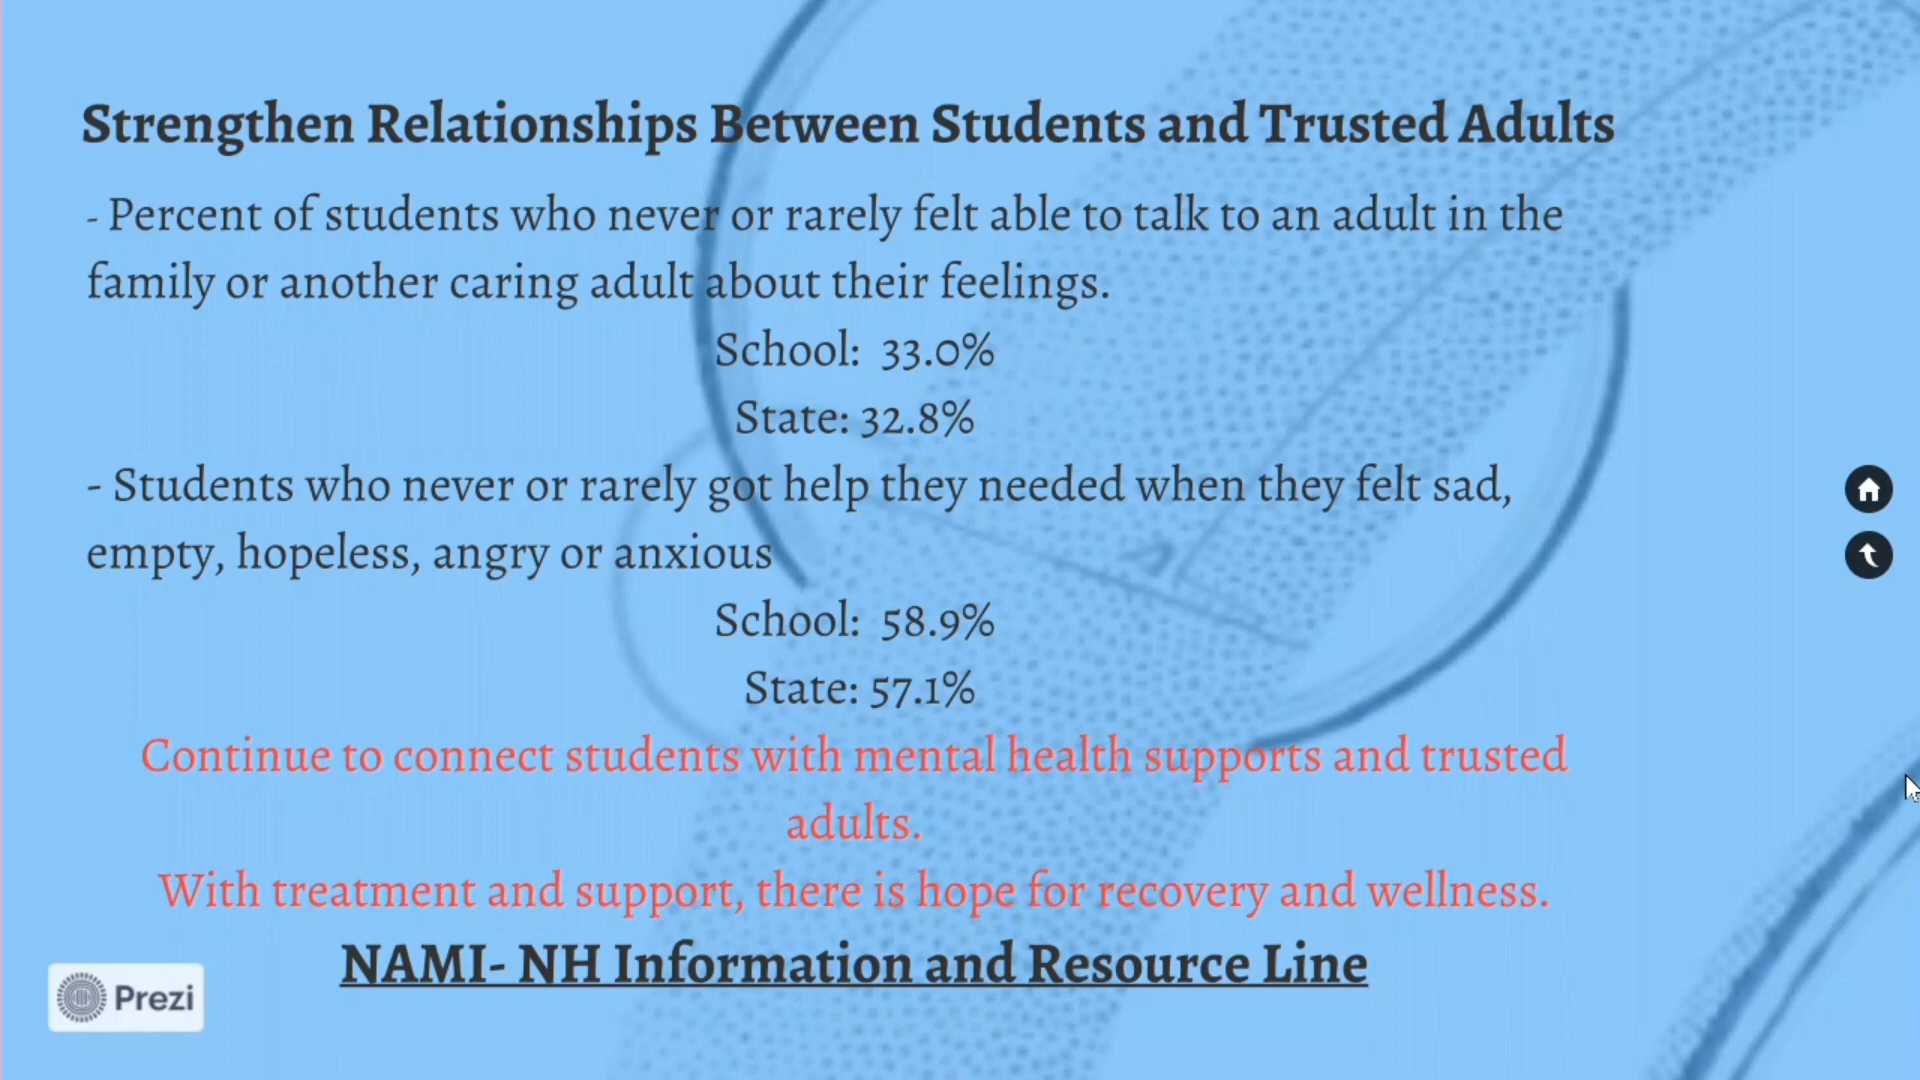 Strengthen Relationships Between Students and Trusted Adults
- Percent of students who never or rarely felt able to talk to an adult in the
family or another caring adult about their feelings.
School: 33.0%
State: 32.8%
- Students who never or rarely got help they needed when they felt sad,
empty, hopeless, angry or anxious
School: 58.9%
State: 57.1%
Continue to connect students with mental health supports and trusted
adults.
With treatment and support, there is hope for recovery and wellness.
NAMI- NH Information and Resource Line
Prezi